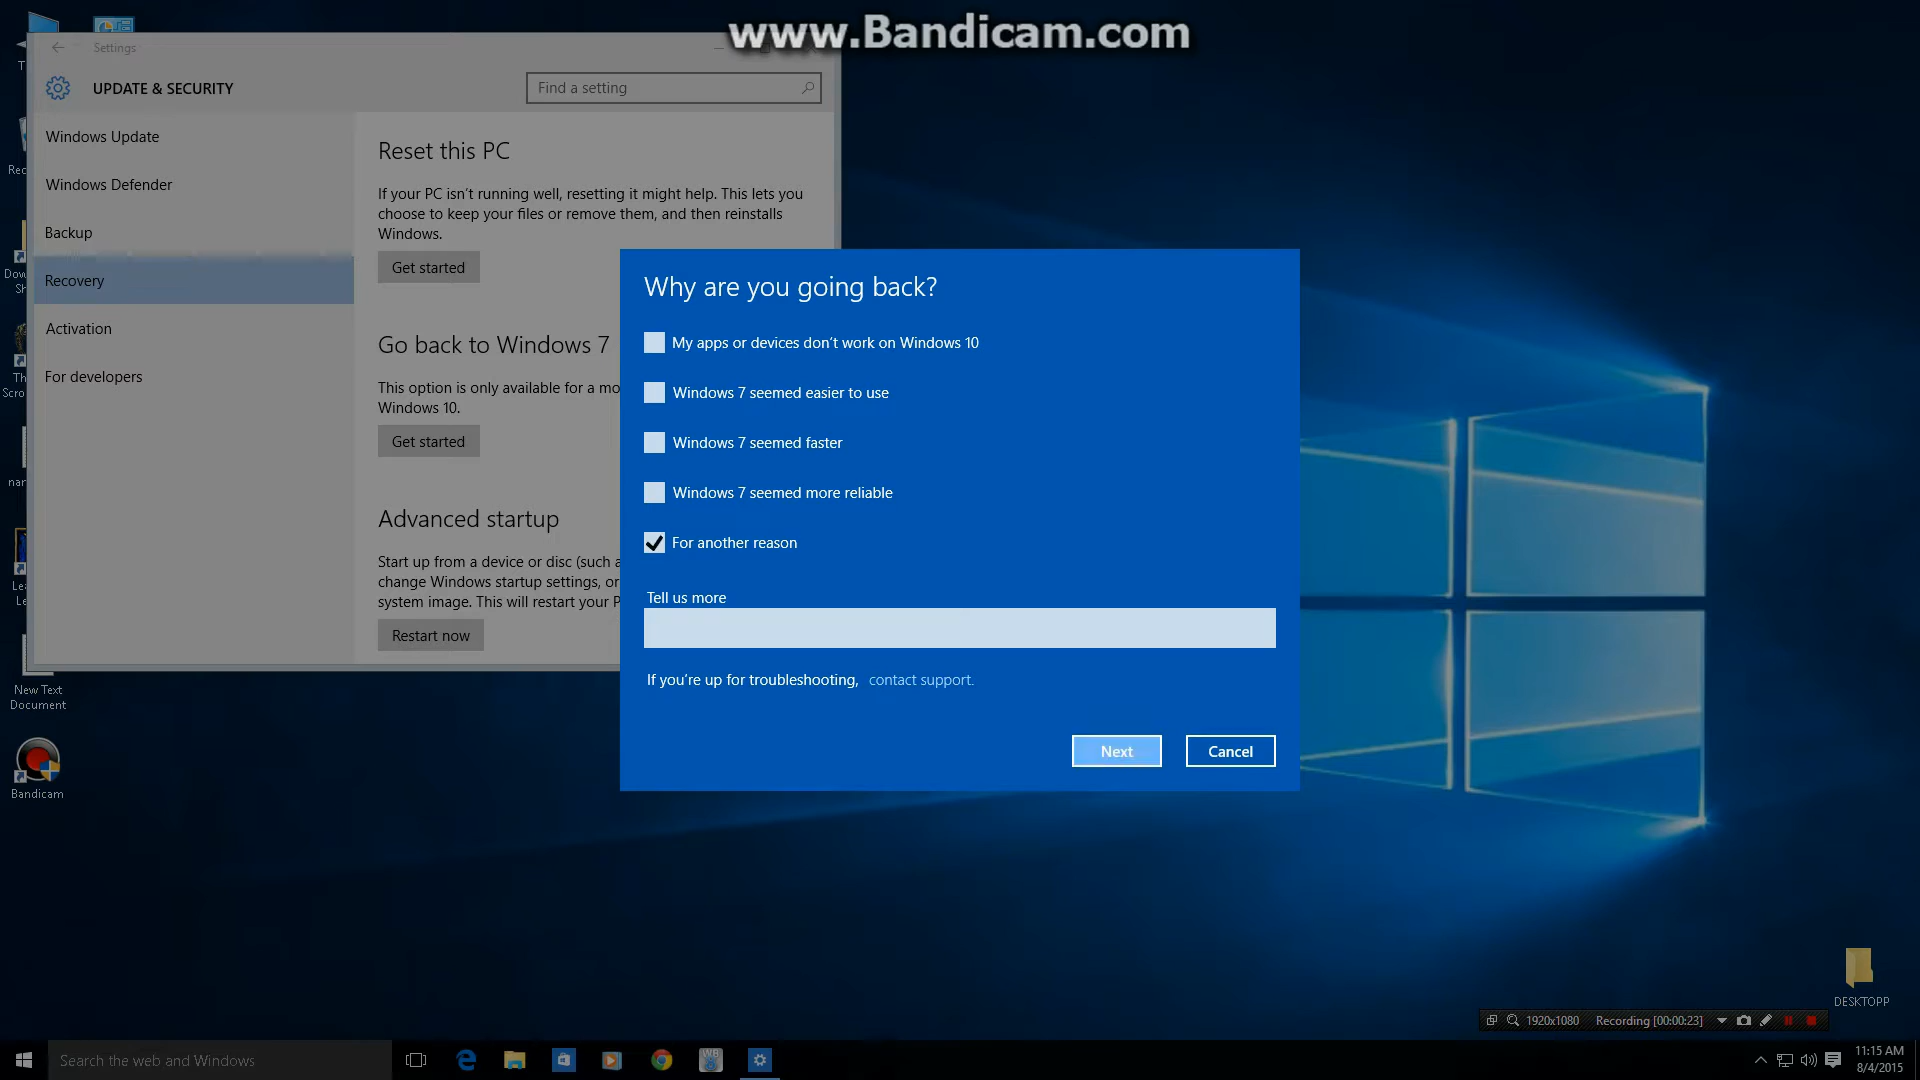 www.Bandicam.com
Settings
UPDATE & SECURITY
Find a setting
Windows Update
Windows Defender
Backup
Recovery
Activation
For developers
Reset this PC
If your PC isn't running well, resetting it might help. This lets you
choose to keep your files or remove them, and then reinstalls
Windows.
Get started
Go back to Windows 7
This option is only available for a mo
Windows 10.
Get started
Advanced startup
Start up from a device or disc (such a
change Windows startup settings, or
system image. This will restart your P
Restart now
Why are you going back?
My apps or devices don't work on Windows 10
Windows 7 seemed easier to use
Windows 7 seemed faster
Windows 7 seemed more reliable
For another reason
Tell us more
If you're up for troubleshooting, contact support.
Next
Cancel
New Text
Document
Bandicam
DESKTOPP
1920x1080 Recording [00:00:23]
Search the web and Windows
11:15 AM
8/4/2015